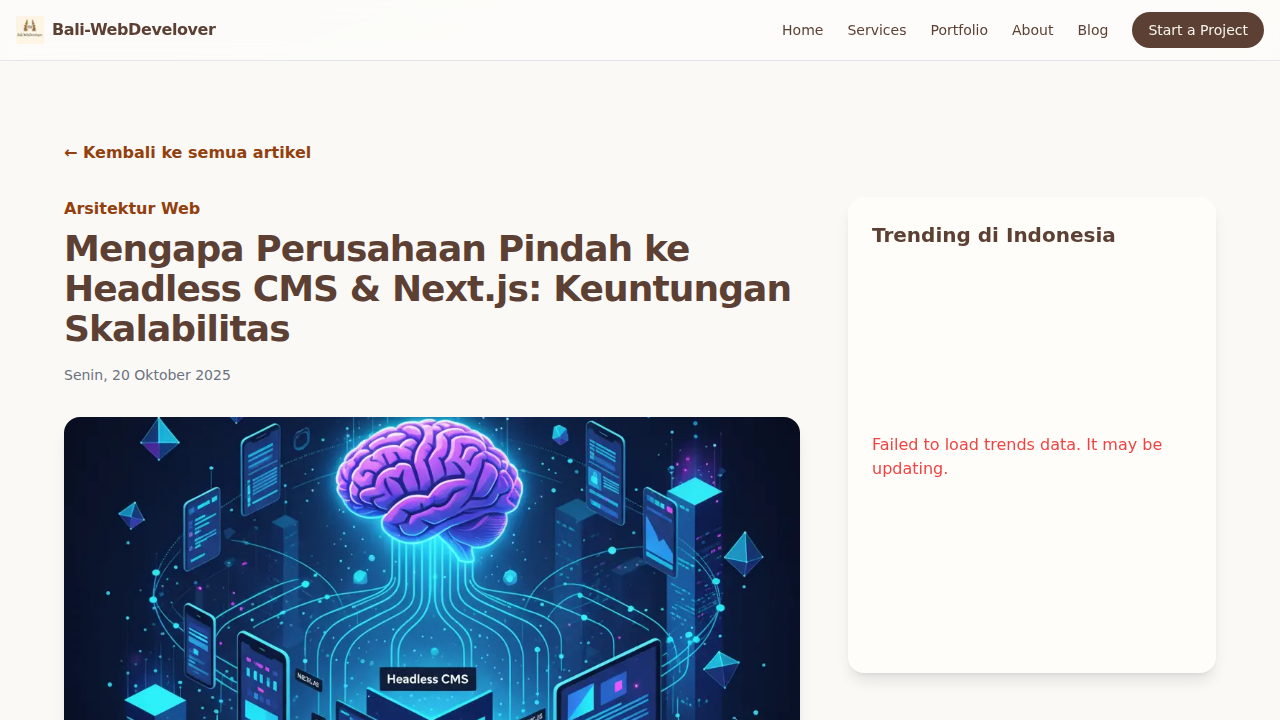 Bali-WebDevelover
Home
Services
Portfolio
About
Blog
Start a Project
← Kembali ke semua artikel
Arsitektur Web
Mengapa Perusahaan Pindah ke
Headless CMS & Next.js: Keuntungan
Skalabilitas
Senin, 20 Oktober 2025
Headless CMS
Trending di Indonesia
Failed to load trends data. It may be
updating.